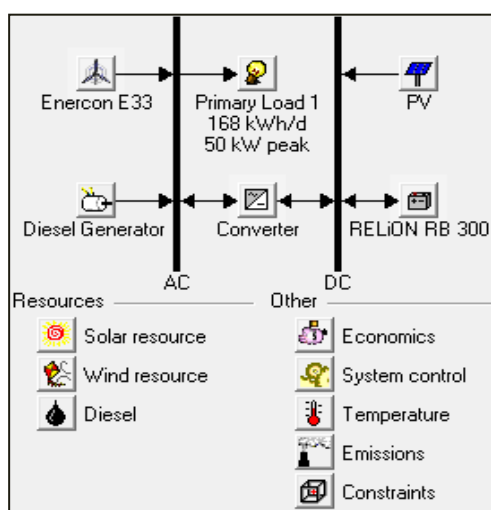 Enercon E33
Primary Load 1
168 kWh/d
50 kW peak
PV
Diesel Generator
Converter
RELiON RB 300
AC
DC
Resources
Other
Solar resource
Economics
Wind resource
System control
Diesel
Temperature
Emissions
Constraints